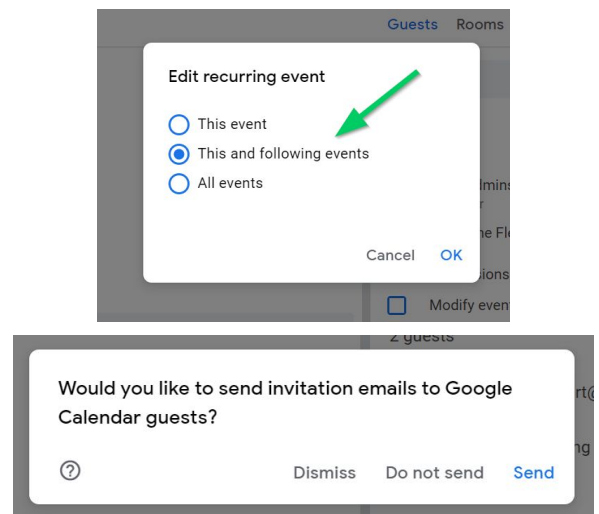 Guests Rooms
Edit recurring event
This event
This and following events
All events
Cancel OK
Modify
2 guests
Would you like to send invitation emails to Google
Calendar guests?
Dismiss Do not send Send